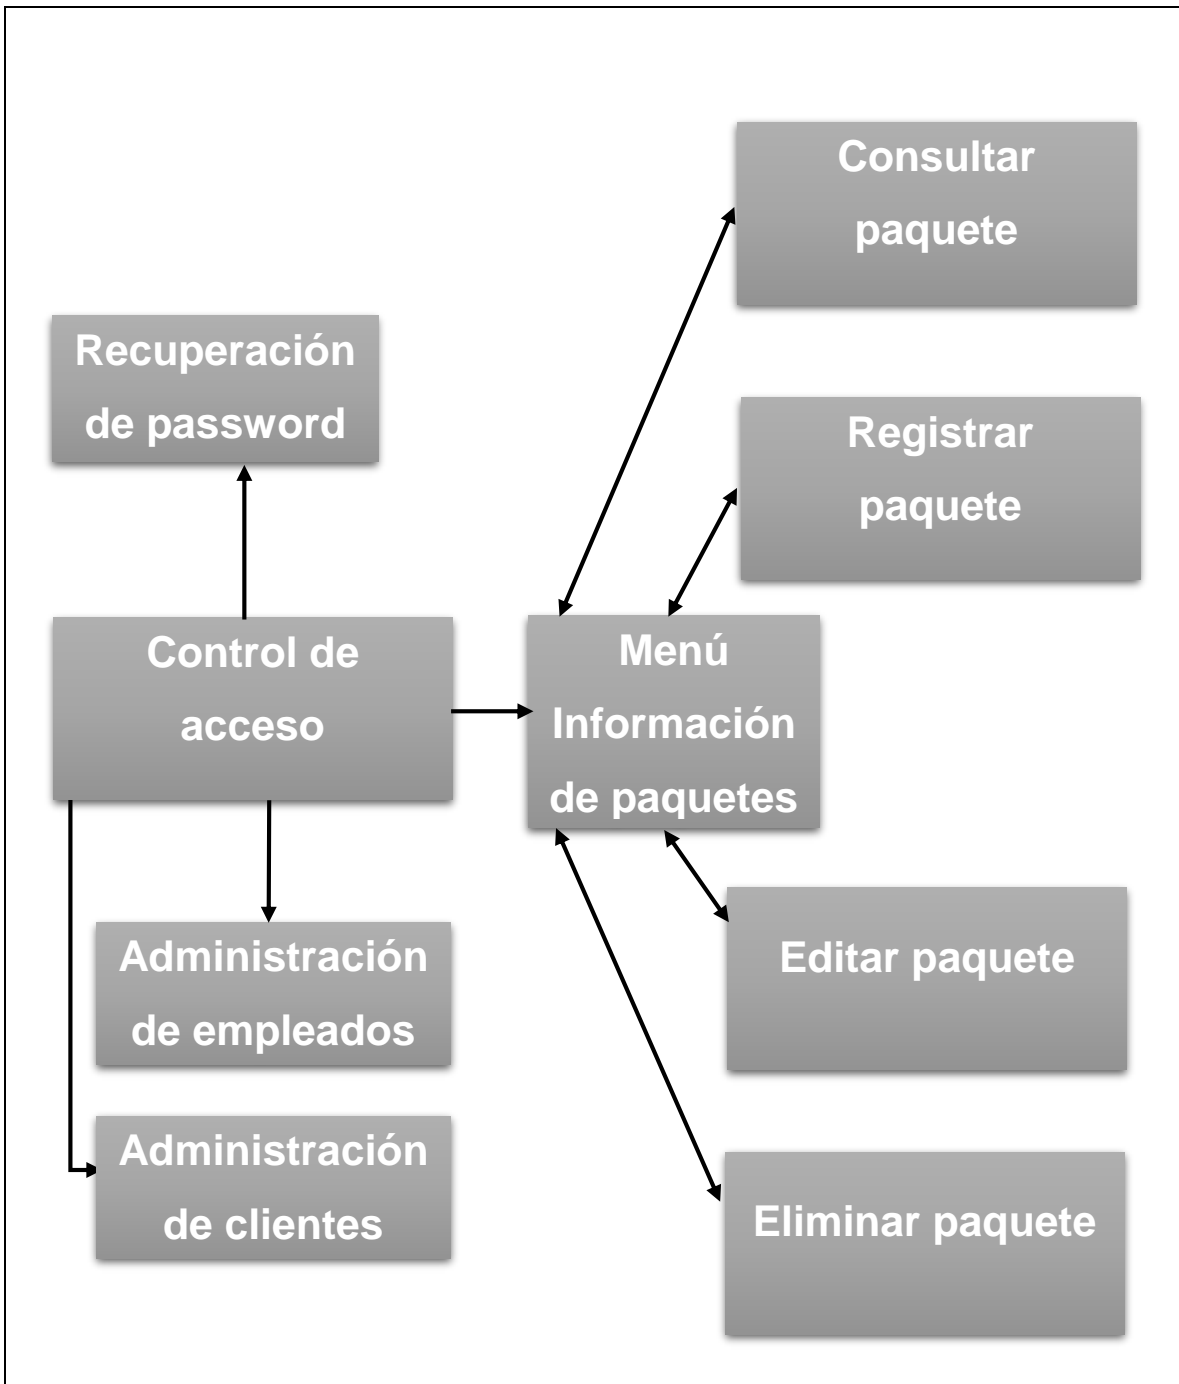 Consultar
paquete
Recuperación
de password
Registrar
paquete
Control de
acceso
Menú
Información
de paquetes
Administración
de empleados
Editar paquete
Administración
de clientes
Eliminar paquete